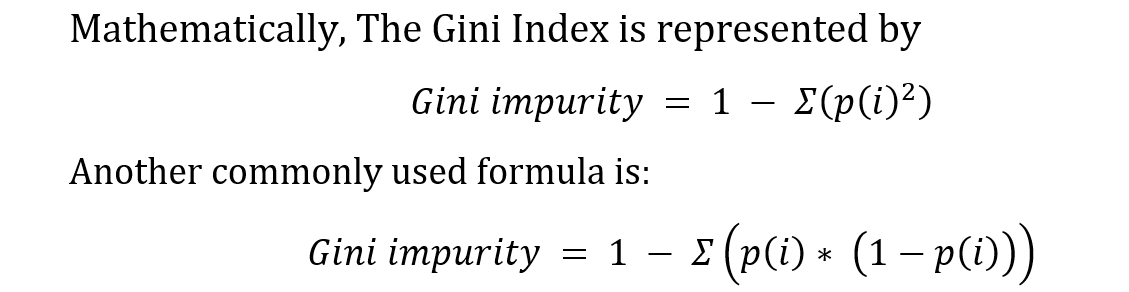 Mathematically, The Gini Index is represented by
Gini impurity = 1 − Σ(p(i)²)
Another commonly used formula is:
Gini impurity = 1 − Σ(p(i) * (1 − p(i)))